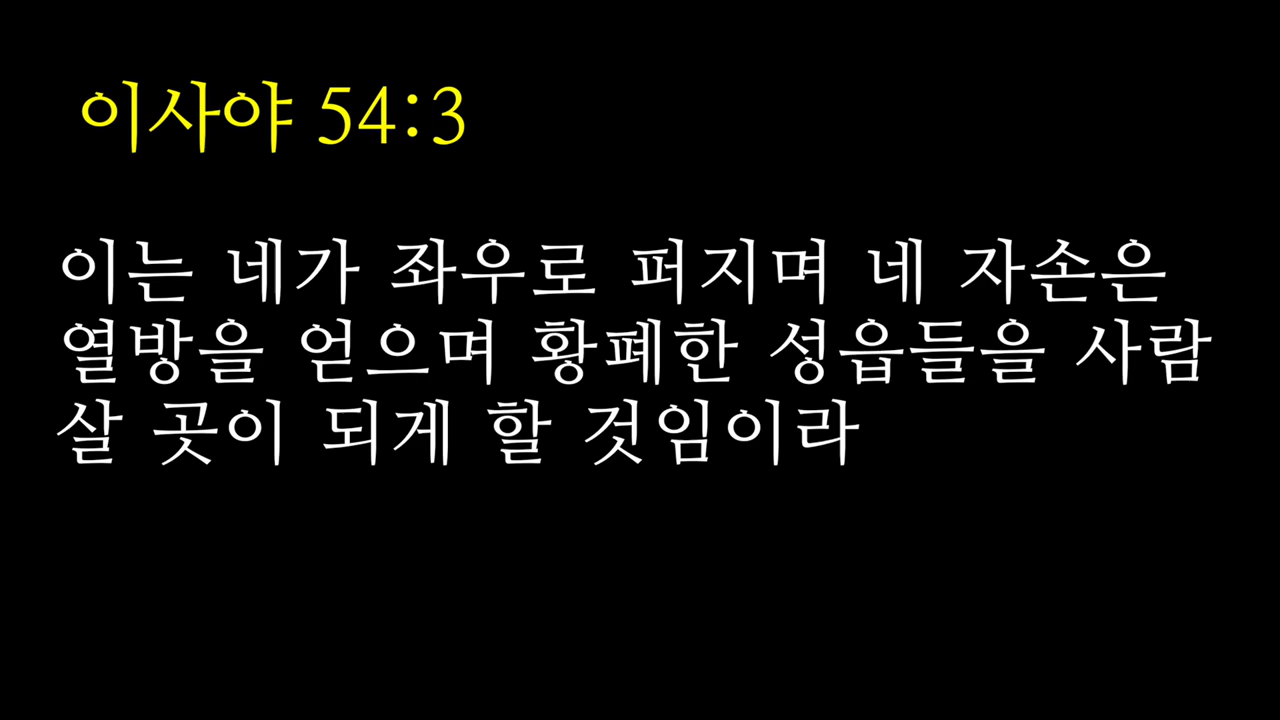 이사야 54:3
이는 네가 좌우로 퍼지며 네 자손은
열방을 얻으며 황폐한 성읍들을 사람
살 곳이 되게 할 것임이라